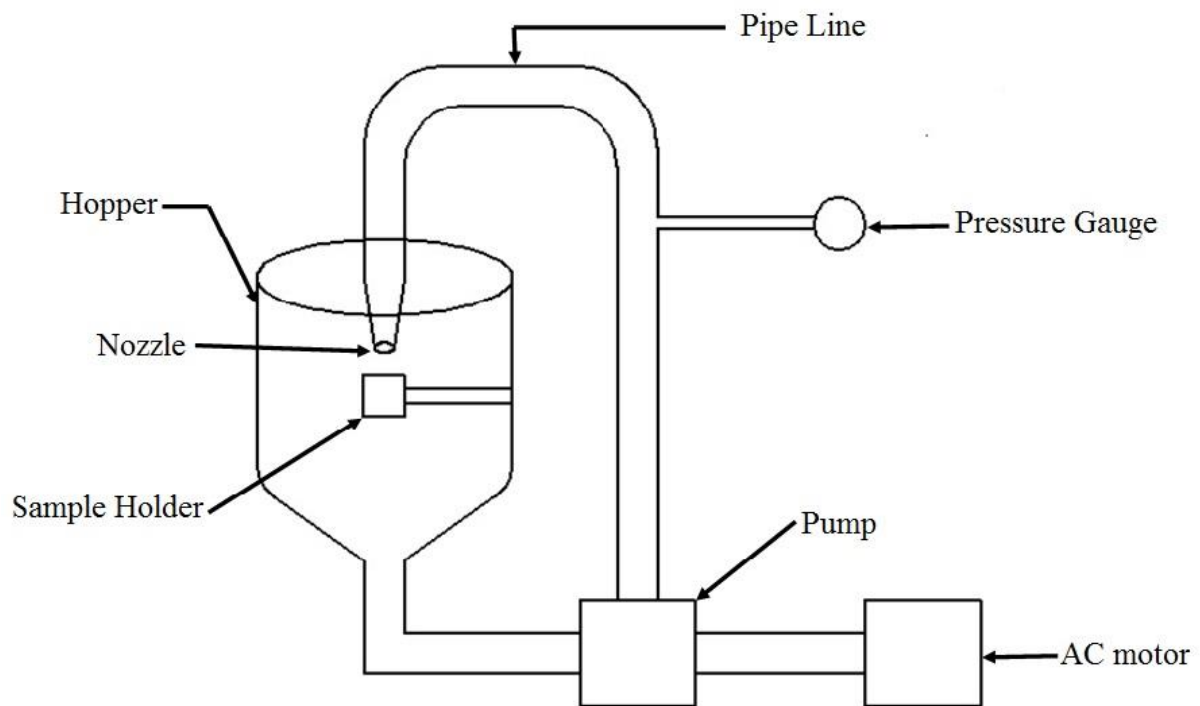 Pipe Line
Hopper
Pressure Gauge
Nozzle
Sample Holder
Pump
AC motor